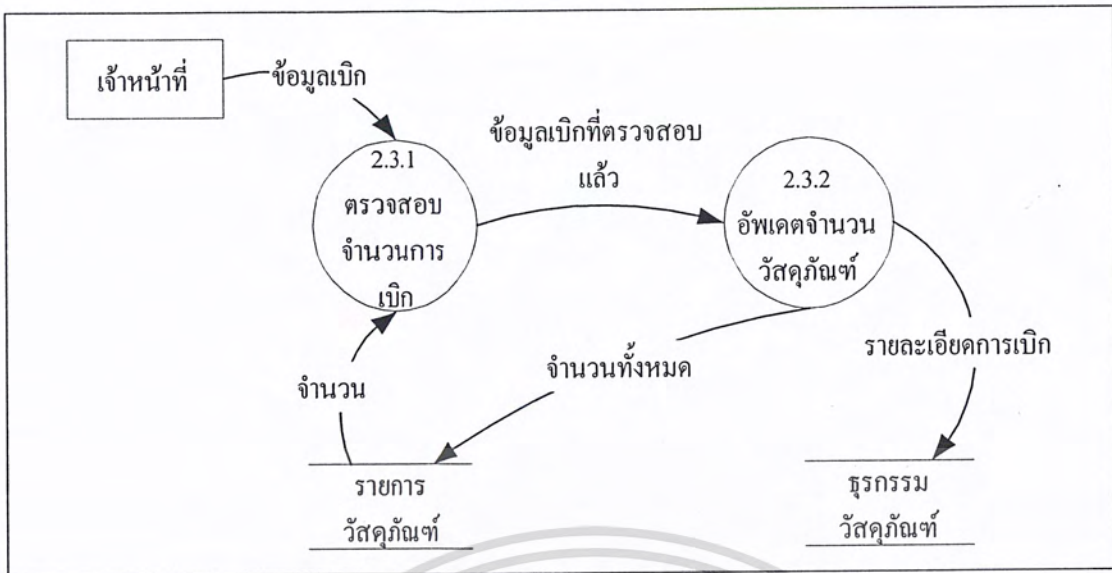 เจ้าหน้าที่
ข้อมูลเบิก
2.3.1
ตรวจสอบ
จำนวนการ
เบิก
ข้อมูลเบิกที่ตรวจสอบ
แล้ว
2.3.2
อัพเดตจำนวน
วัสดุภัณฑ์
จำนวน
จำนวนทั้งหมด
รายละเอียดการเบิก
รายการ
วัสดุภัณฑ์
ธุรกรรม
วัสดุภัณฑ์